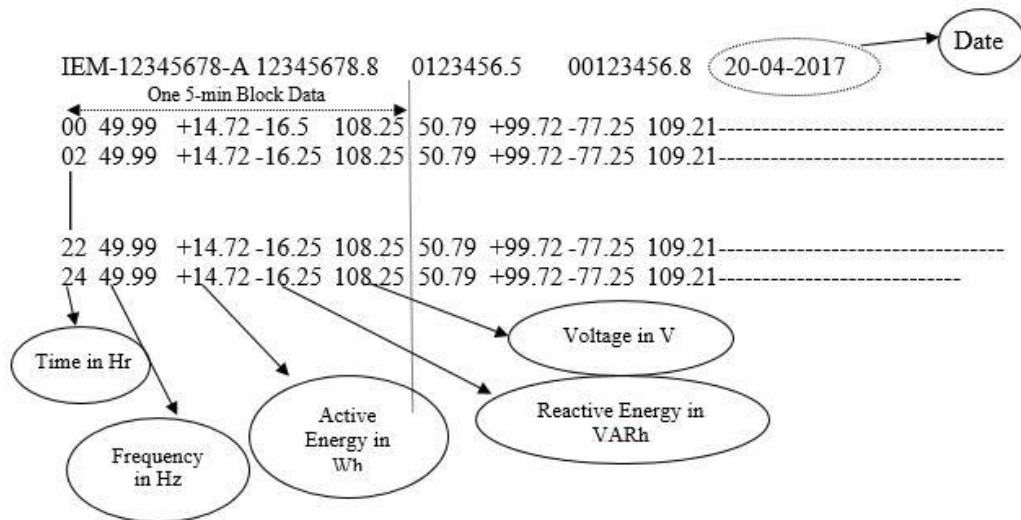 Date
IEM-12345678-A 12345678.8 0123456.5 00123456.8 20-04-2017
One 5-min Block Data
00 49.99 +14.72 -16.5 108.25 50.79 +99.72 -77.25 109.21--------------------------------
02 49.99 +14.72 -16.25 108.25 50.79 +99.72 -77.25 109.21--------------------------------
22 49.99 +14.72 -16.25 108.25 50.79 +99.72 -77.25 109.21--------------------------------
24 49.99 +14.72 -16.25 108.25 50.79 +99.72 -77.25 109.21---------------------------
Time in Hr
Frequency
in Hz
Active
Energy in
Wh
Voltage in V
Reactive Energy in
VARh